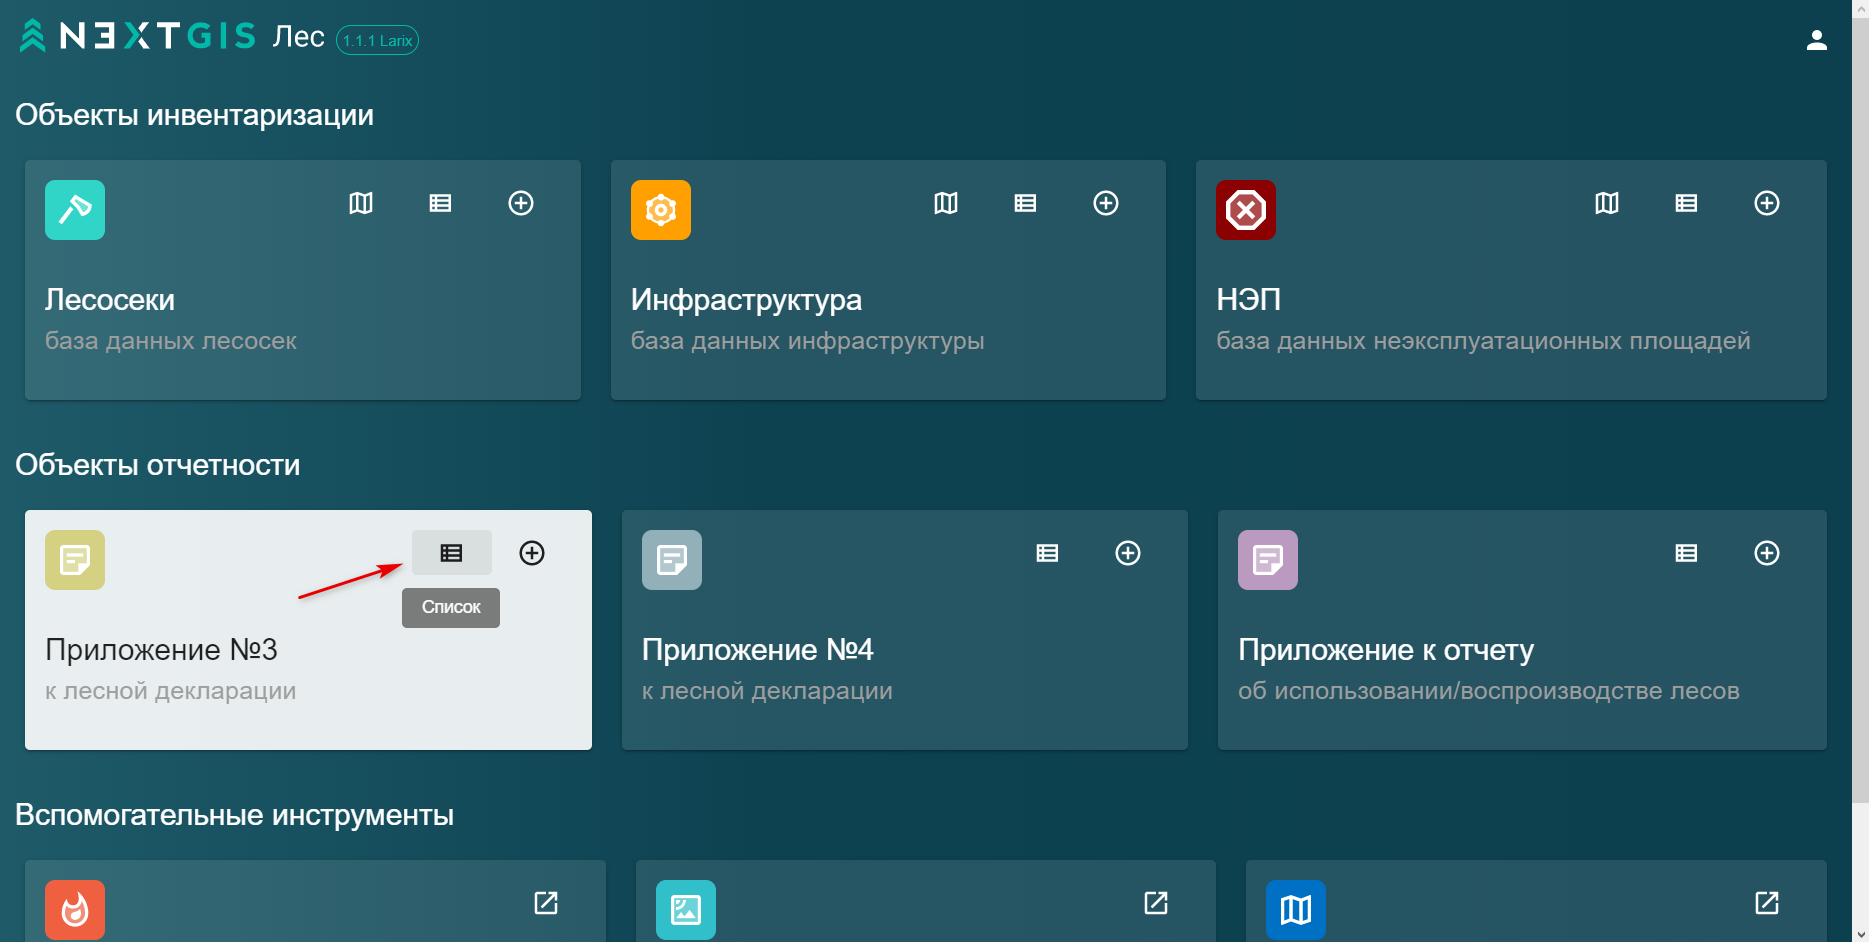 NEXTGIS Лес 1.1.1 Larix
Объекты инвентаризации
Лесосеки
база данных лесосек
Инфраструктура
база данных инфраструктуры
НЭП
база данных неэксплуатационных площадей
Объекты отчетности
Список
Приложение №3
к лесной декларации
Приложение №4
к лесной декларации
Приложение к отчету
об использовании/воспроизводстве лесов
Вспомогательные инструменты